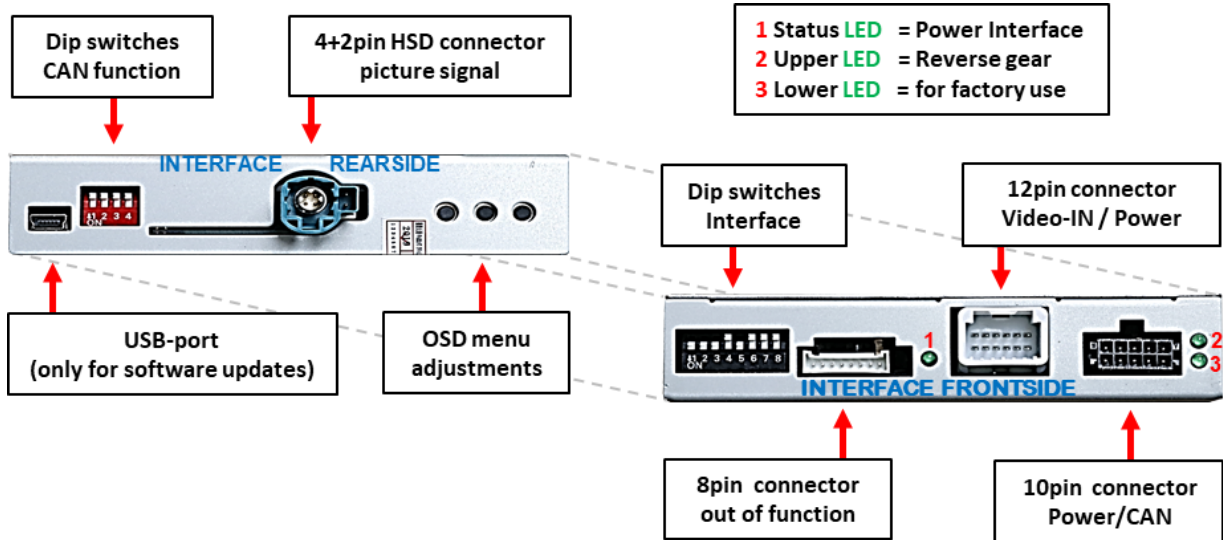 Dip switches
CAN function
4+2pin HSD connector
picture signal
1 Status LED = Power Interface
2 Upper LED = Reverse gear
3 Lower LED = for factory use
INTERFACE REARSIDE
1 2 3 4
ON
Dip switches
Interface
12pin connector
Video-IN / Power
USB-port
(only for software updates)
OSD menu
adjustments
1 2 3 4 5 6 7 8
ON
1
2
3
INTERFACE FRONTSIDE
8pin connector
out of function
10pin connector
Power/CAN